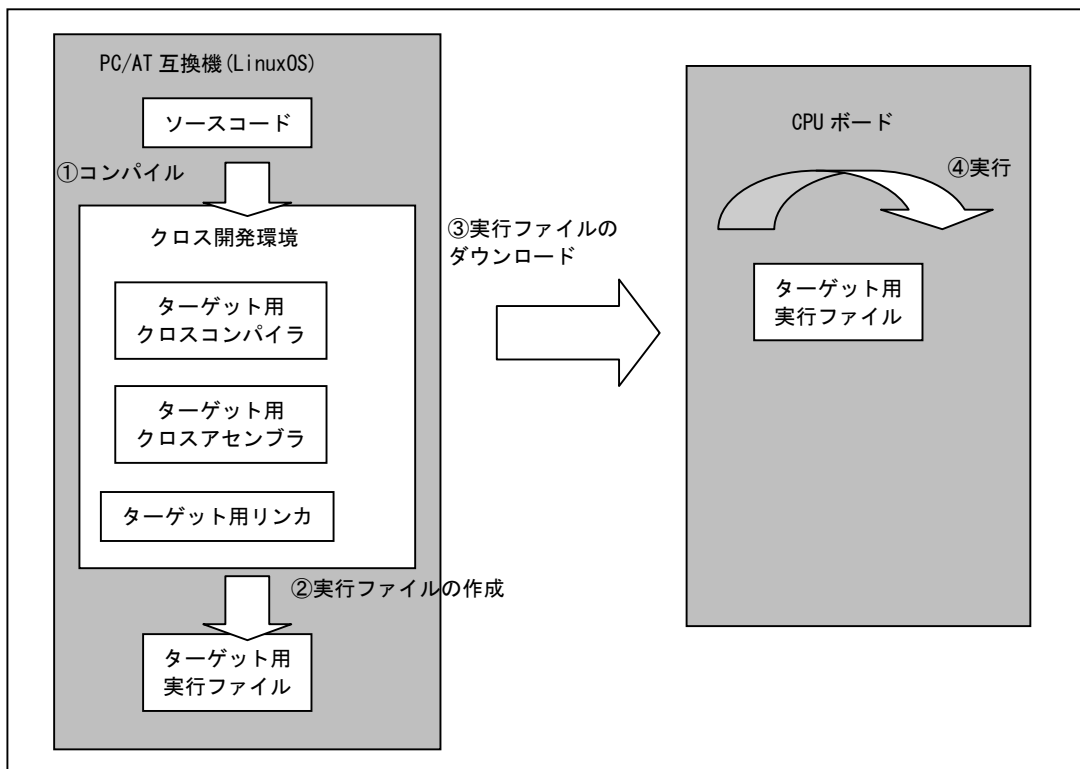 PC/AT 互換機(LinuxOS)
ソースコード
①コンパイル
クロス開発環境
ターゲット用
クロスコンパイラ
ターゲット用
クロスアセンブラ
ターゲット用リンカ
②実行ファイルの作成
ターゲット用
実行ファイル
③実行ファイルの
ダウンロード
CPU ボード
④実行
ターゲット用
実行ファイル